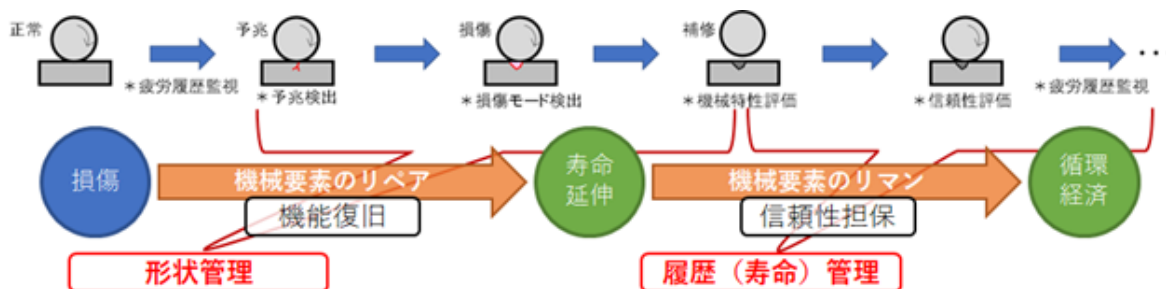 正常
予兆
損傷
補修
＊疲労履歴監視
＊予兆検出
＊損傷モード検出
＊機械特性評価
＊信頼性評価
＊疲労履歴監視
・・
損傷
機械要素のリペア
寿命
延伸
機械要素のリマン
循環
経済
機能復旧
信頼性担保
形状管理
履歴（寿命）管理